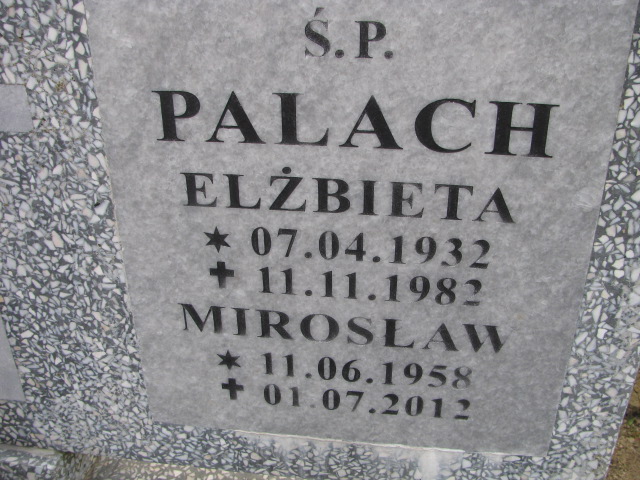 Ś.P.
PALACH
ELŻBIETA
* 07.04.1932
✝ 11.11.1982
MIROSŁAW
* 11.06.1958
✝ 01.07.2012